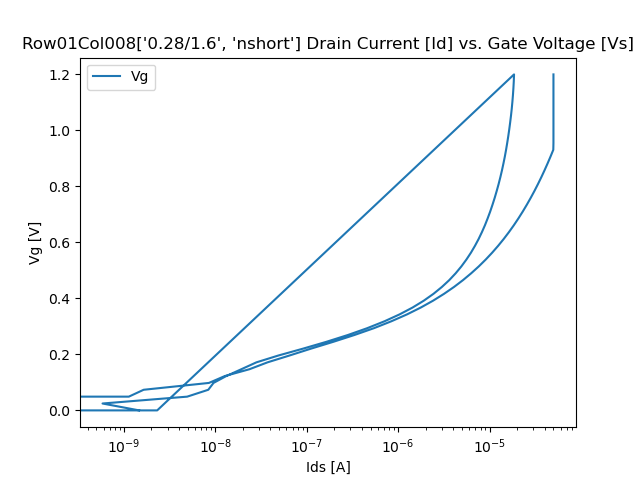 Row01Col008['0.28/1.6', 'nshort'] Drain Current [Id] vs. Gate Voltage [Vs]
Vg
1.2
1.0
0.8
0.6
0.4
0.2
0.0
Vg [V]
10⁻⁹ 10⁻⁸ 10⁻⁷ 10⁻⁶ 10⁻⁵
Ids [A]